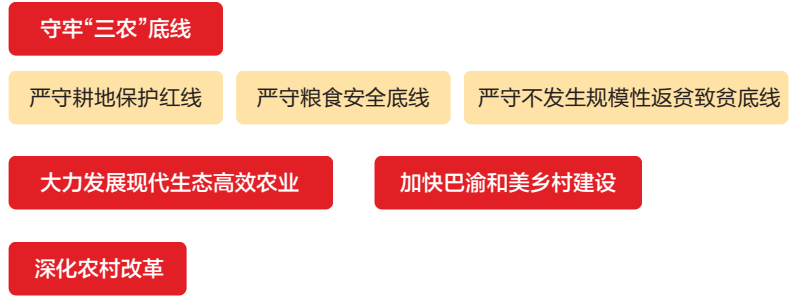 守牢“三农”底线
严守耕地保护红线 严守粮食安全底线 严守不发生规模性返贫致贫底线
大力发展现代生态高效农业 加快巴渝和美乡村建设
深化农村改革